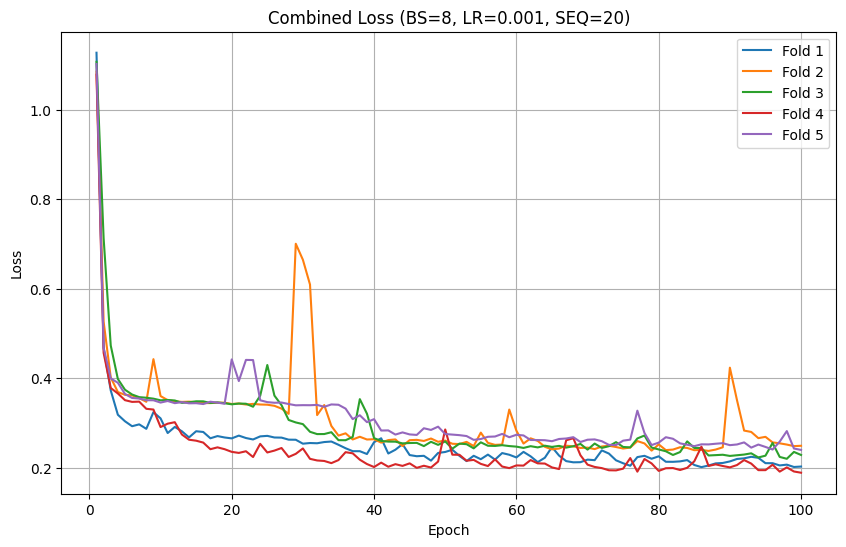 Combined Loss (BS=8, LR=0.001, SEQ=20)
Fold 1
Fold 2
Fold 3
Fold 4
Fold 5
Loss
1.0
0.8
0.6
0.4
0.2
0 20 40 60 80 100
Epoch